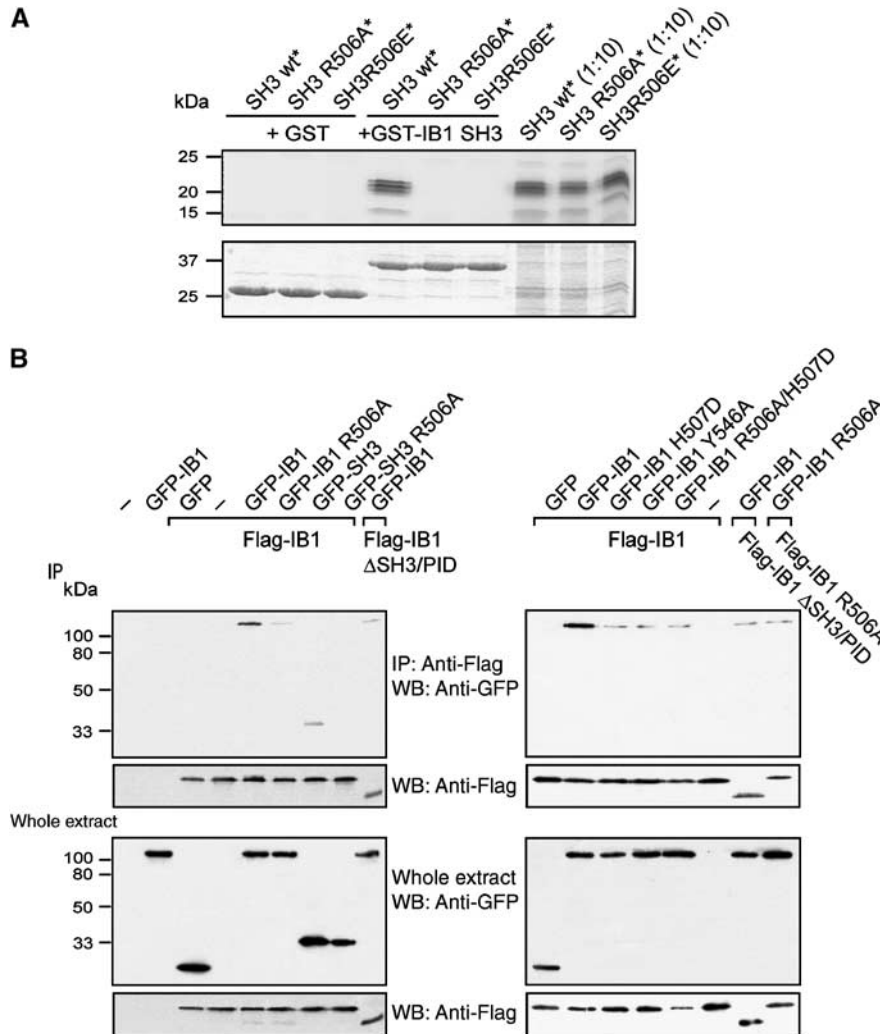 A
kDa
SH3 wt*
SH3 R506A*
SH3R506E*
SH3 wt*
SH3 R506A*
SH3R506E*
SH3 wt* (1:10)
SH3 R506A* (1:10)
SH3R506E* (1:10)
+ GST
+GST-IB1 SH3
25
20
15
37
25
B
–
GFP-IB1
GFP
–
GFP-IB1
GFP-IB1 R506A
GFP-SH3
GFP-SH3 R506A
GFP-IB1
Flag-IB1
Flag-IB1
ΔSH3/PID
GFP
GFP-IB1
GFP-IB1 H507D
GFP-IB1 Y546A
GFP-IB1 R506A/H507D
–
GFP-IB1
GFP-IB1 R506A
Flag-IB1
Flag-IB1 ΔSH3/PID
Flag-IB1 R506A
IP
kDa
100
80
50
33
IP: Anti-Flag
WB: Anti-GFP
WB: Anti-Flag
Whole extract
100
80
50
33
Whole extract
WB: Anti-GFP
WB: Anti-Flag